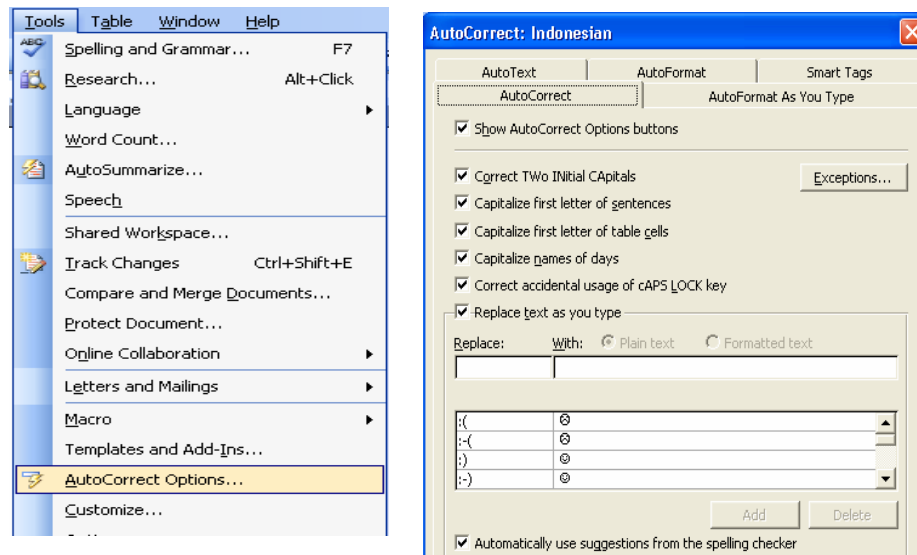 Tools Table Window Help
Spelling and Grammar... F7
Research... Alt+Click
Language
Word Count...
AutoSummarize...
Speech
Shared Workspace...
Track Changes Ctrl+Shift+E
Compare and Merge Documents...
Protect Document...
Online Collaboration
Letters and Mailings
Macro
Templates and Add-Ins...
AutoCorrect Options...
Customize...
AutoCorrect: Indonesian
AutoText AutoFormat Smart Tags
AutoCorrect AutoFormat As You Type
Show AutoCorrect Options buttons
Correct TWo INitial CApitals Exceptions...
Capitalize first letter of sentences
Capitalize first letter of table cells
Capitalize names of days
Correct accidental usage of cAPS LOCK key
Replace text as you type
Replace: With: Plain text Formatted text
:( ☹
:-( ☹
:) ☺
:-) ☺
Add Delete
Automatically use suggestions from the spelling checker